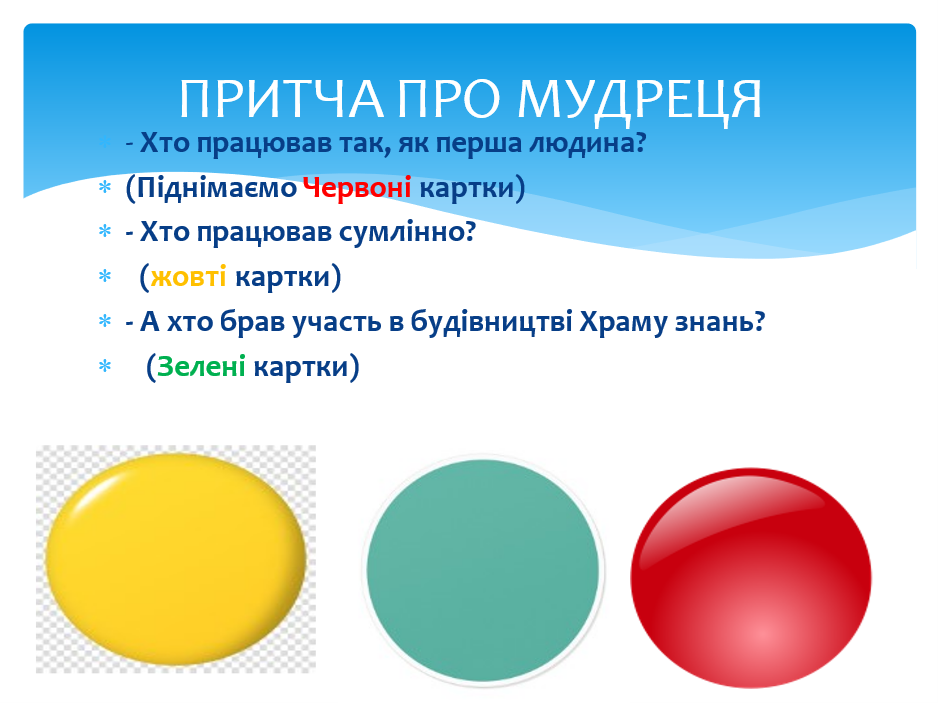 ПРИТЧА ПРО МУДРЕЦЯ
- Хто працював так, як перша людина?
(Піднімаємо Червоні картки)
- Хто працював сумлінно?
(жовті картки)
- А хто брав участь в будівництві Храму знань?
(Зелені картки)